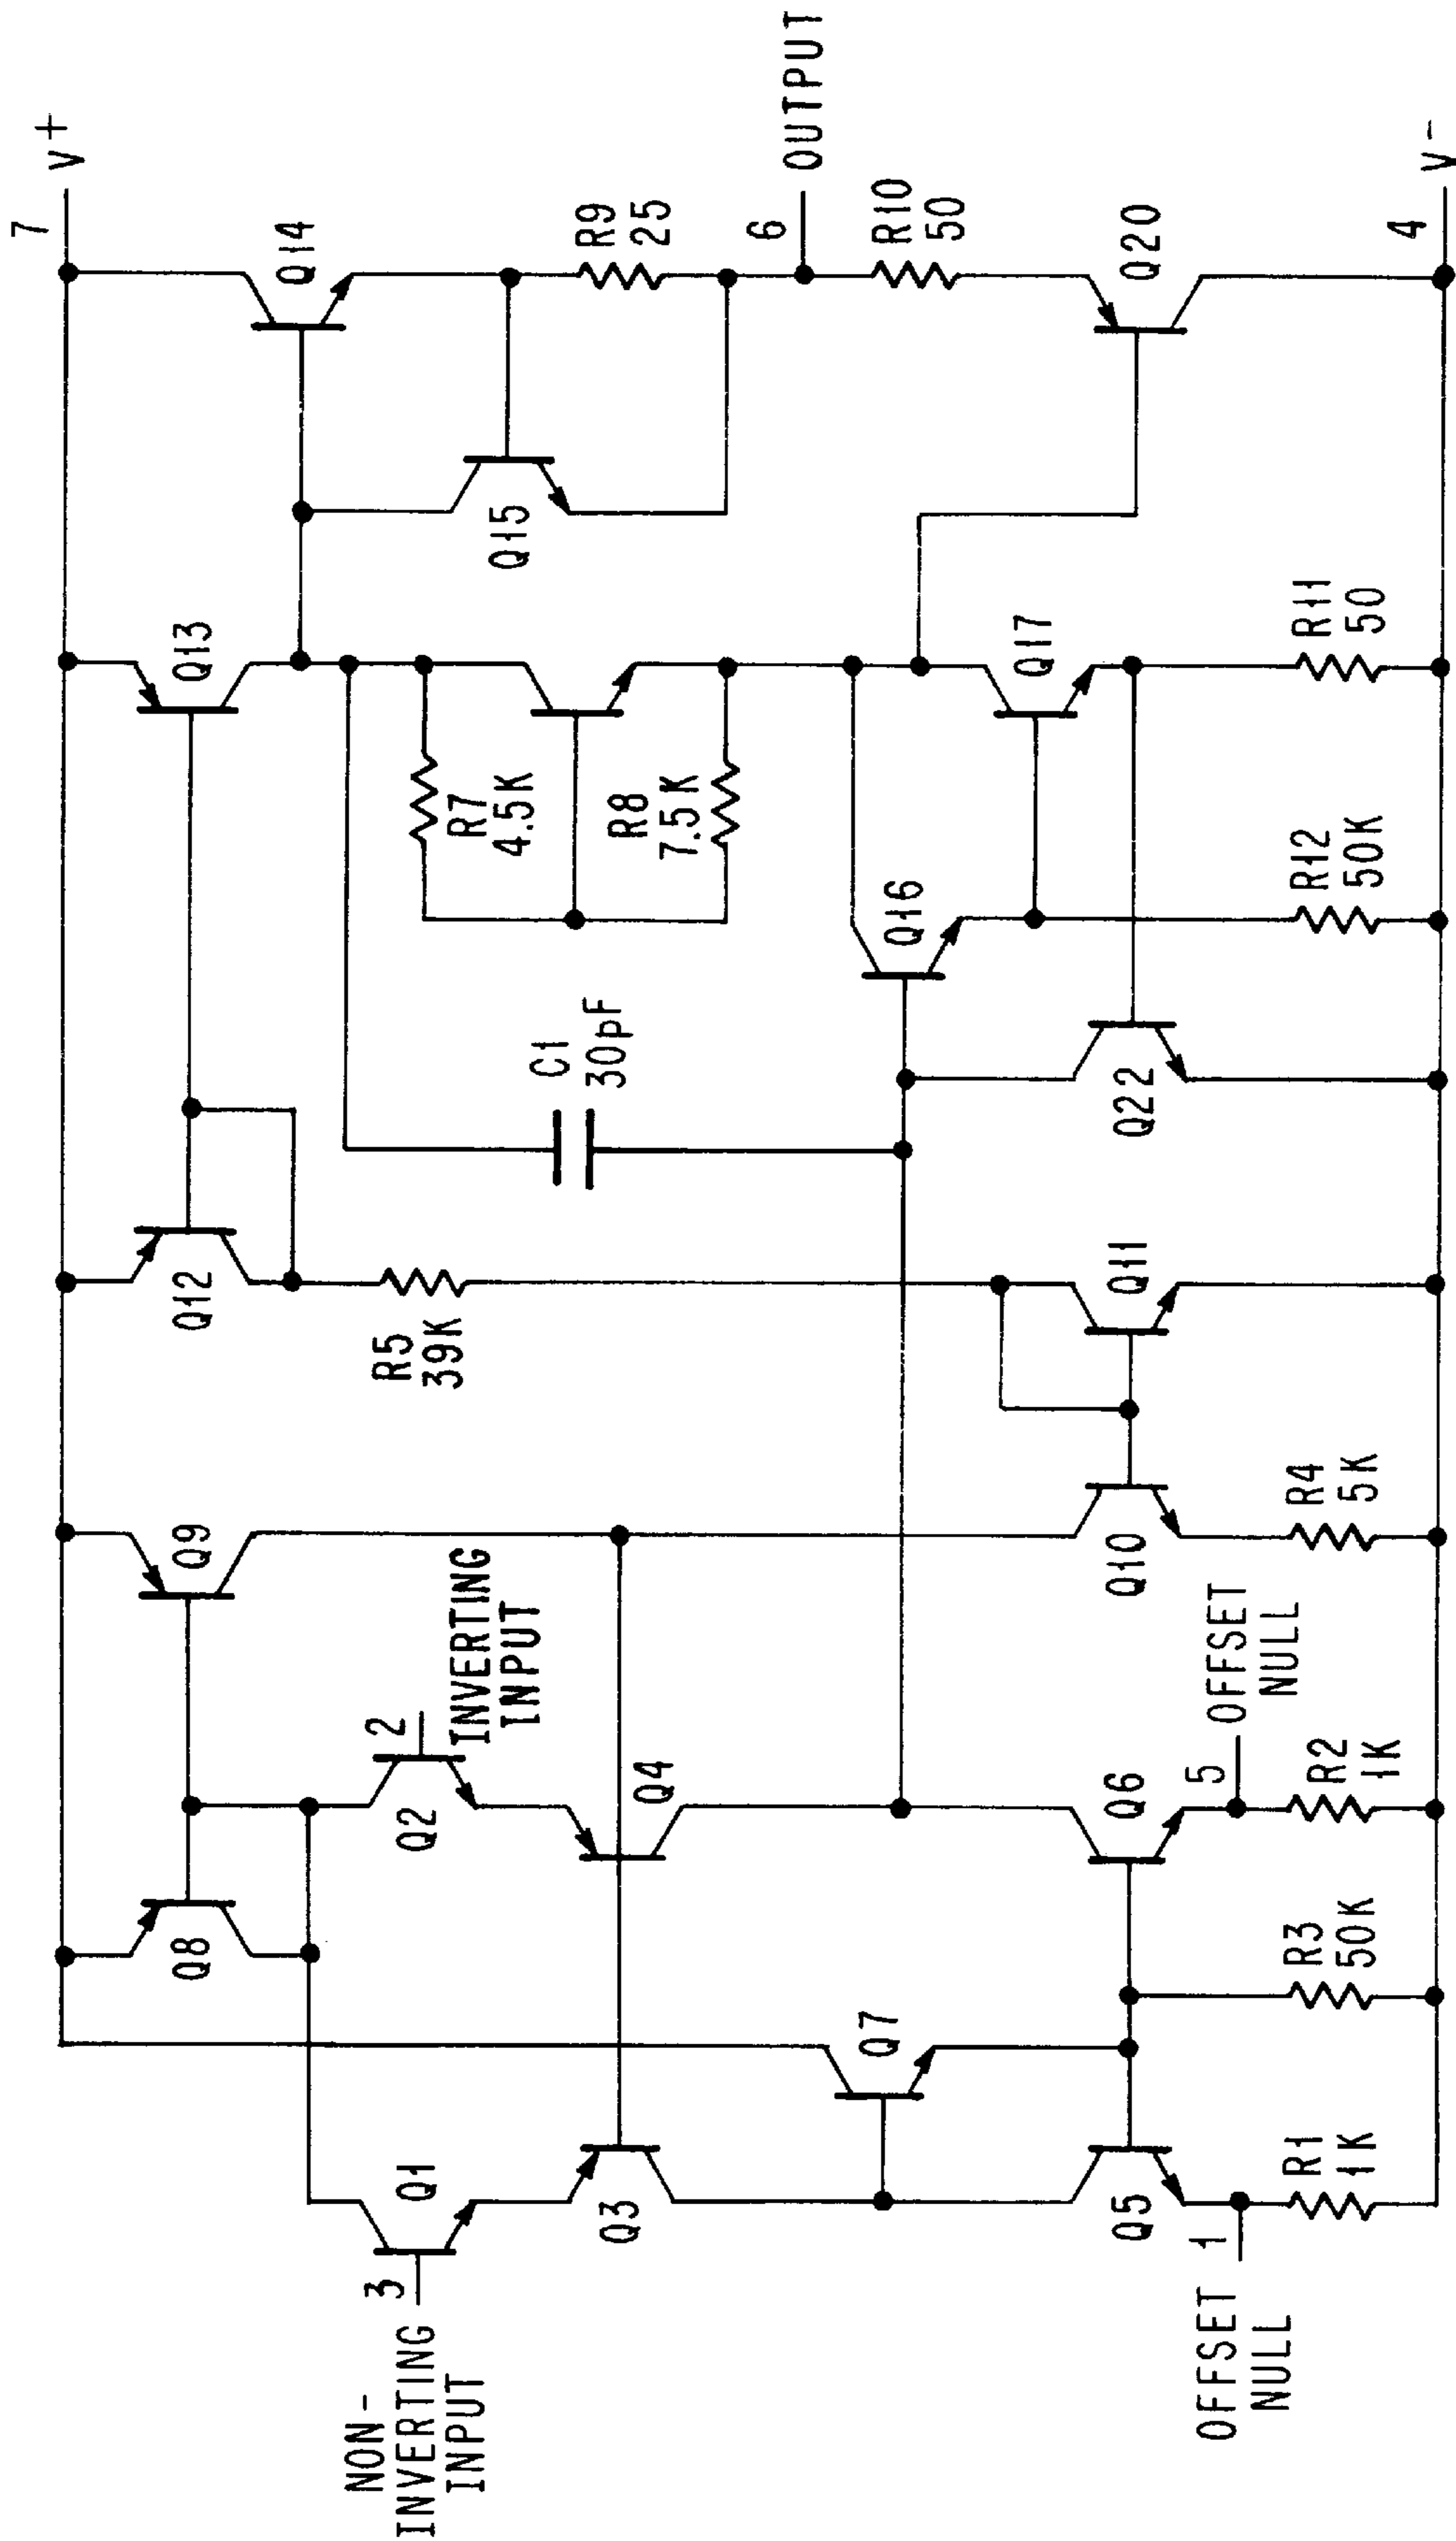 7
V+
Q8
Q9
Q12
Q13
Q14
3
NON-
INVERTING
INPUT
Q1
Q2
2
INVERTING
INPUT
R5
39K
C1
30pF
R7
4.5K
R8
7.5K
Q15
R9
25
6
OUTPUT
R10
50
Q3
Q4
Q7
Q16
Q17
Q20
Q5
Q6
Q10
Q11
Q22
1
OFFSET
NULL
5
OFFSET
NULL
R1
1K
R3
50K
R2
1K
R4
5K
R12
50K
R11
50
4
V-